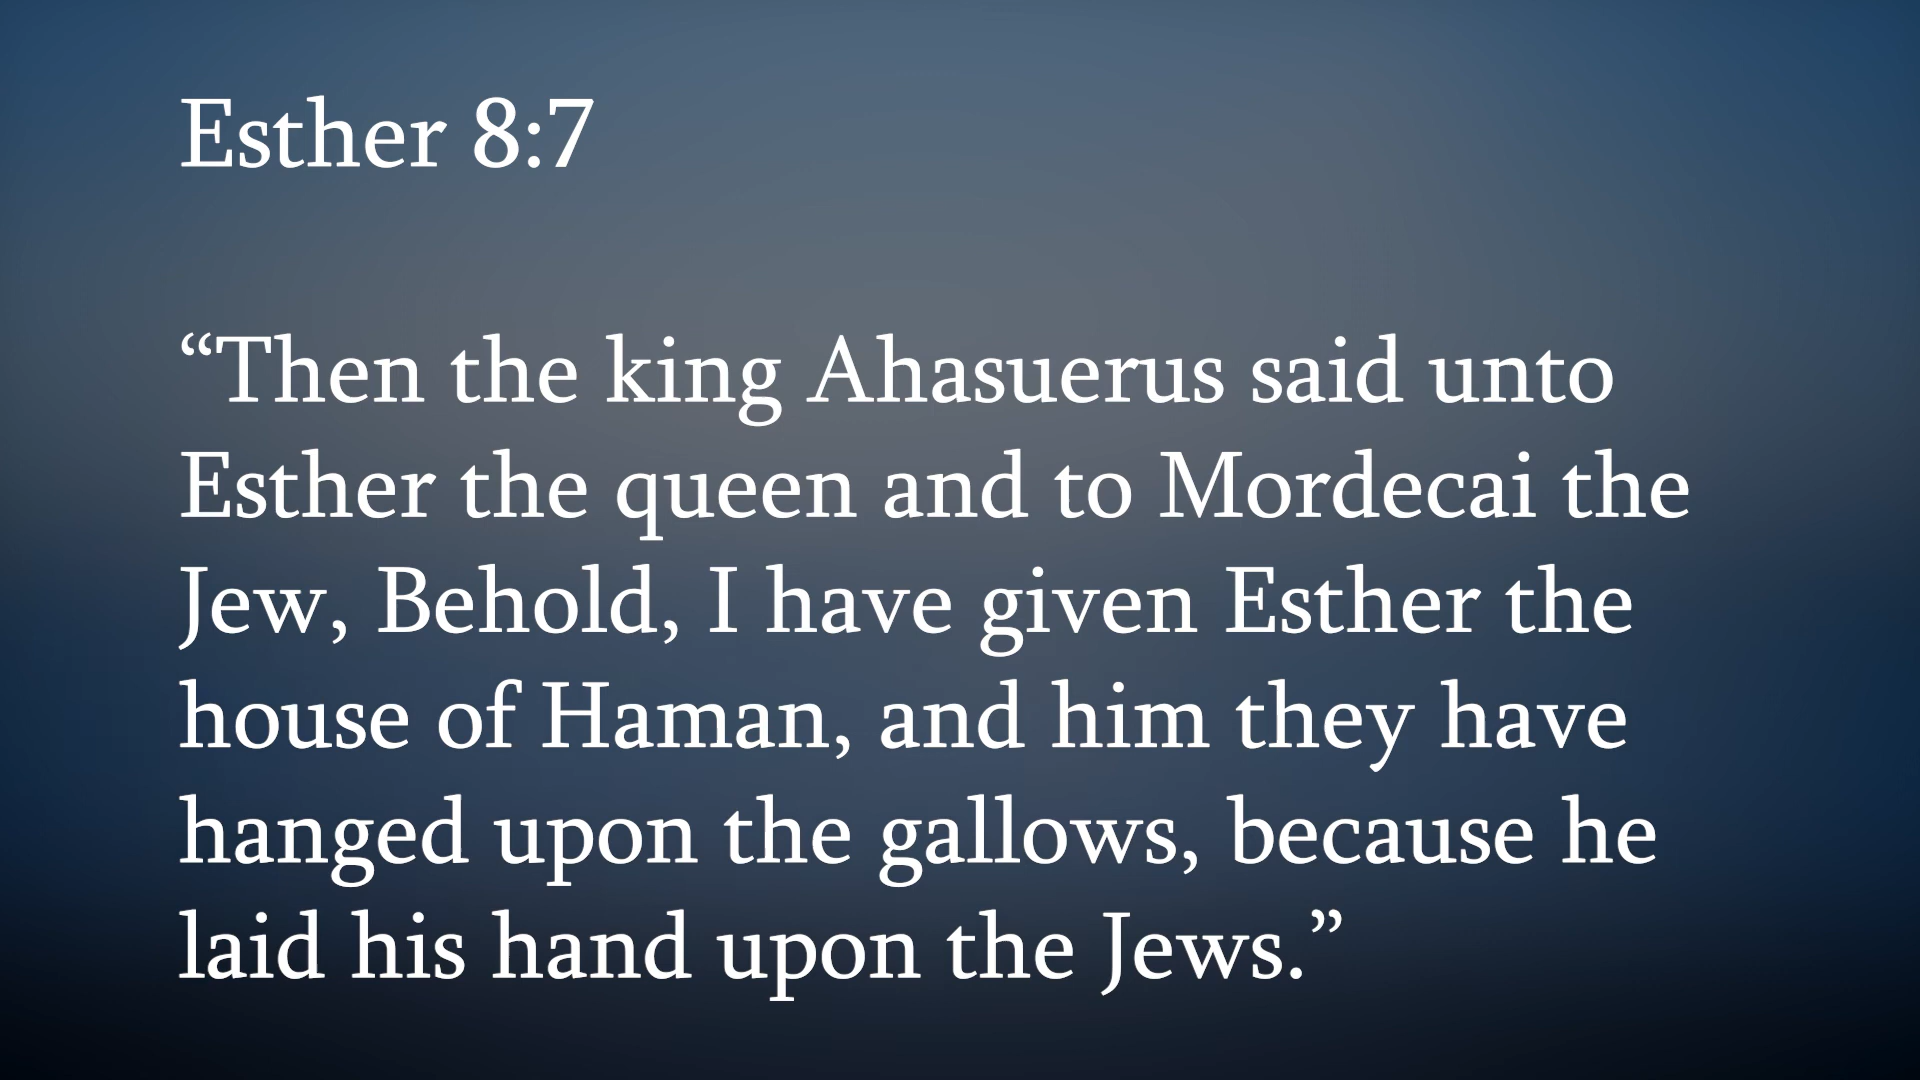 Esther 8:7
“Then the king Ahasuerus said unto
Esther the queen and to Mordecai the
Jew, Behold, I have given Esther the
house of Haman, and him they have
hanged upon the gallows, because he
laid his hand upon the Jews.”